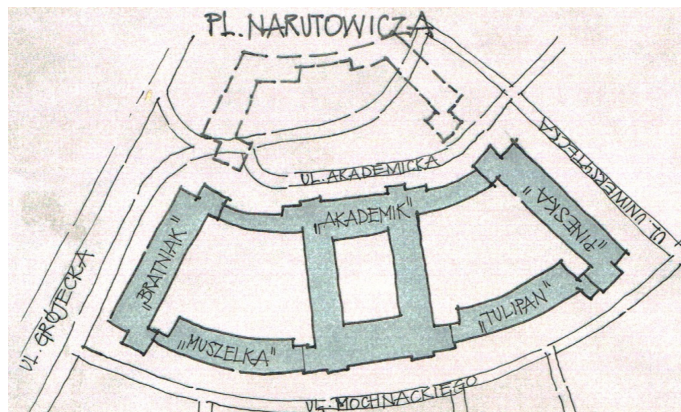 PL. NARUTOWICZA
UL. AKADEMICKA
UL. UNIWERSYTECKA
„AKADEMIK"
„PINESKA"
„BRATNIAK"
UL. GRÓJECKA
„MUSZELKA"
„TULIPAN"
UL. MOCHNACKIEGO